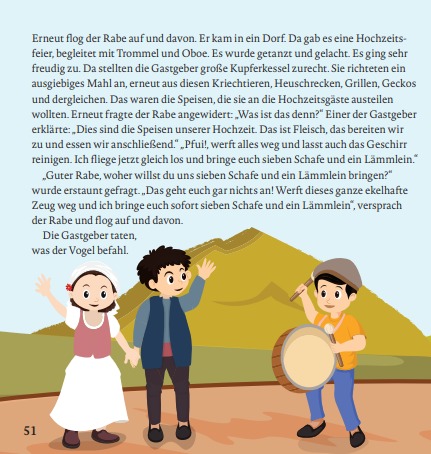 Erneut flog der Rabe auf und davon. Er kam in ein Dorf. Da gab es eine Hochzeits-
feier, begleitet mit Trommel und Oboe. Es wurde getanzt und gelacht. Es ging sehr
freudig zu. Da stellten die Gastgeber große Kupferkessel zurecht. Sie richteten ein
ausgiebiges Mahl an, erneut aus diesen Kriechtieren, Heuschrecken, Grillen, Geckos
und dergleichen. Das waren die Speisen, die sie an die Hochzeitsgäste austeilen
wollten. Erneut fragte der Rabe angewidert: „Was ist das denn?“ Einer der Gastgeber
erklärte: „Dies sind die Speisen unserer Hochzeit. Das ist Fleisch, das bereiten wir
zu und essen wir anschließend.“ „Pfui!, werft alles weg und lasst auch das Geschirr
reinigen. Ich fliege jetzt gleich los und bringe euch sieben Schafe und ein Lämmlein.“
„Guter Rabe, woher willst du uns sieben Schafe und ein Lämmlein bringen?“
wurde erstaunt gefragt. „Das geht euch gar nichts an! Werft dieses ganze ekelhafte
Zeug weg und ich bringe euch sofort sieben Schafe und ein Lämmlein“, versprach
der Rabe und flog auf und davon.
Die Gastgeber taten,
was der Vogel befahl.
51